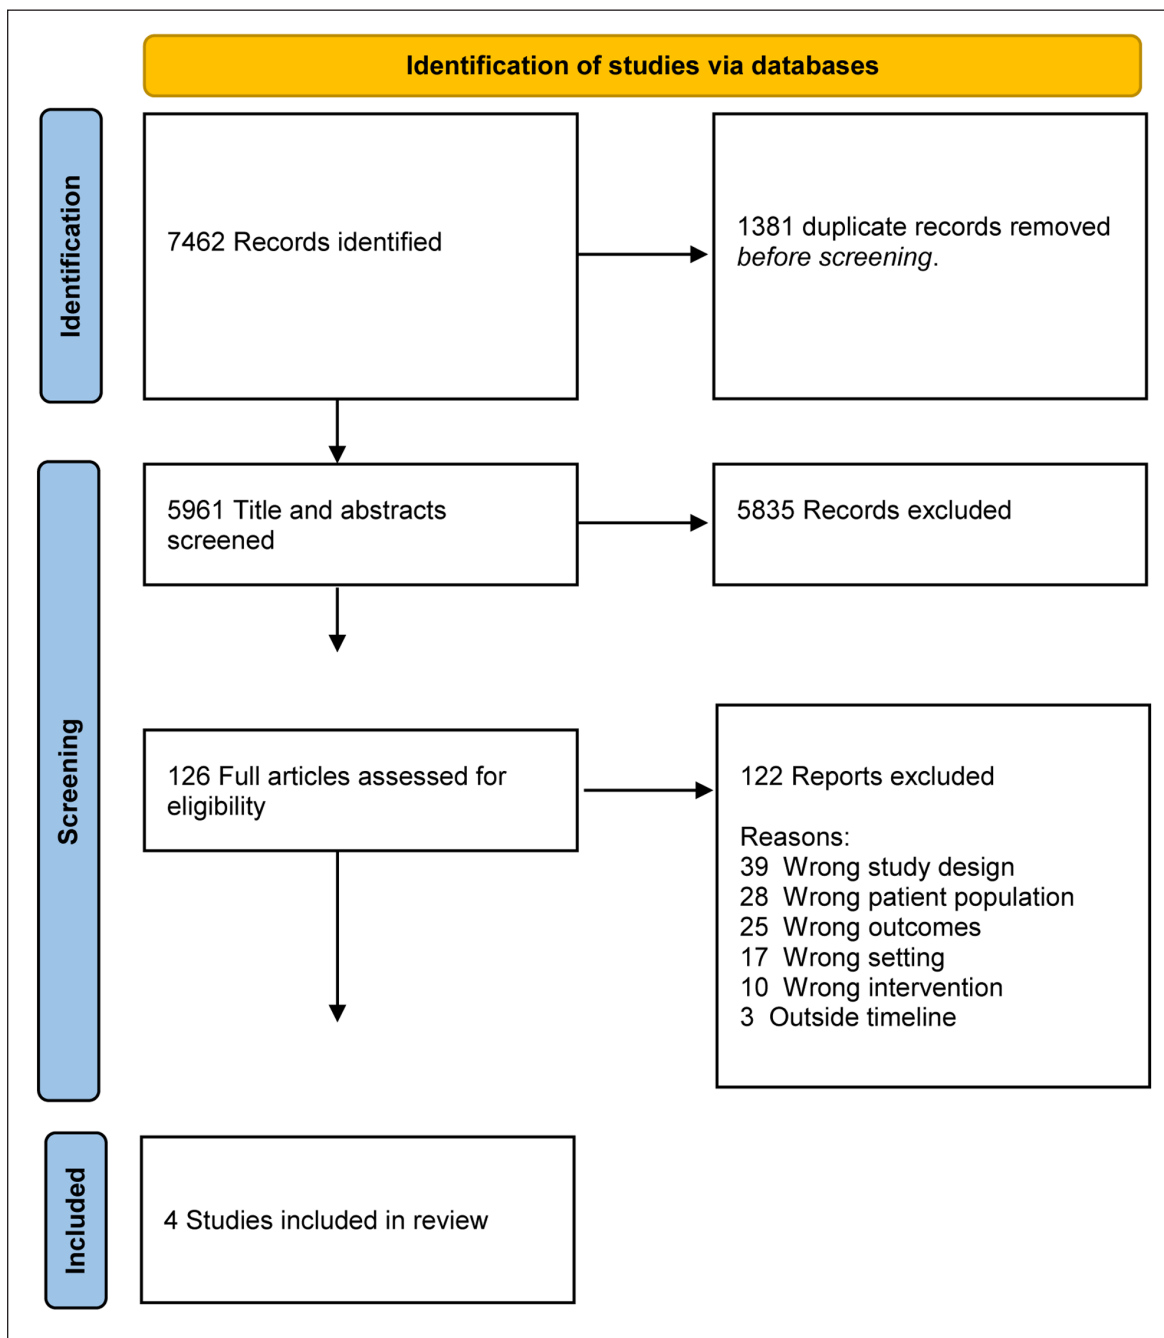 Identification of studies via databases
Identification
7462 Records identified
1381 duplicate records removed
before screening.
Screening
5961 Title and abstracts
screened
5835 Records excluded
126 Full articles assessed for
eligibility
122 Reports excluded
Reasons:
39 Wrong study design
28 Wrong patient population
25 Wrong outcomes
17 Wrong setting
10 Wrong intervention
3 Outside timeline
Included
4 Studies included in review